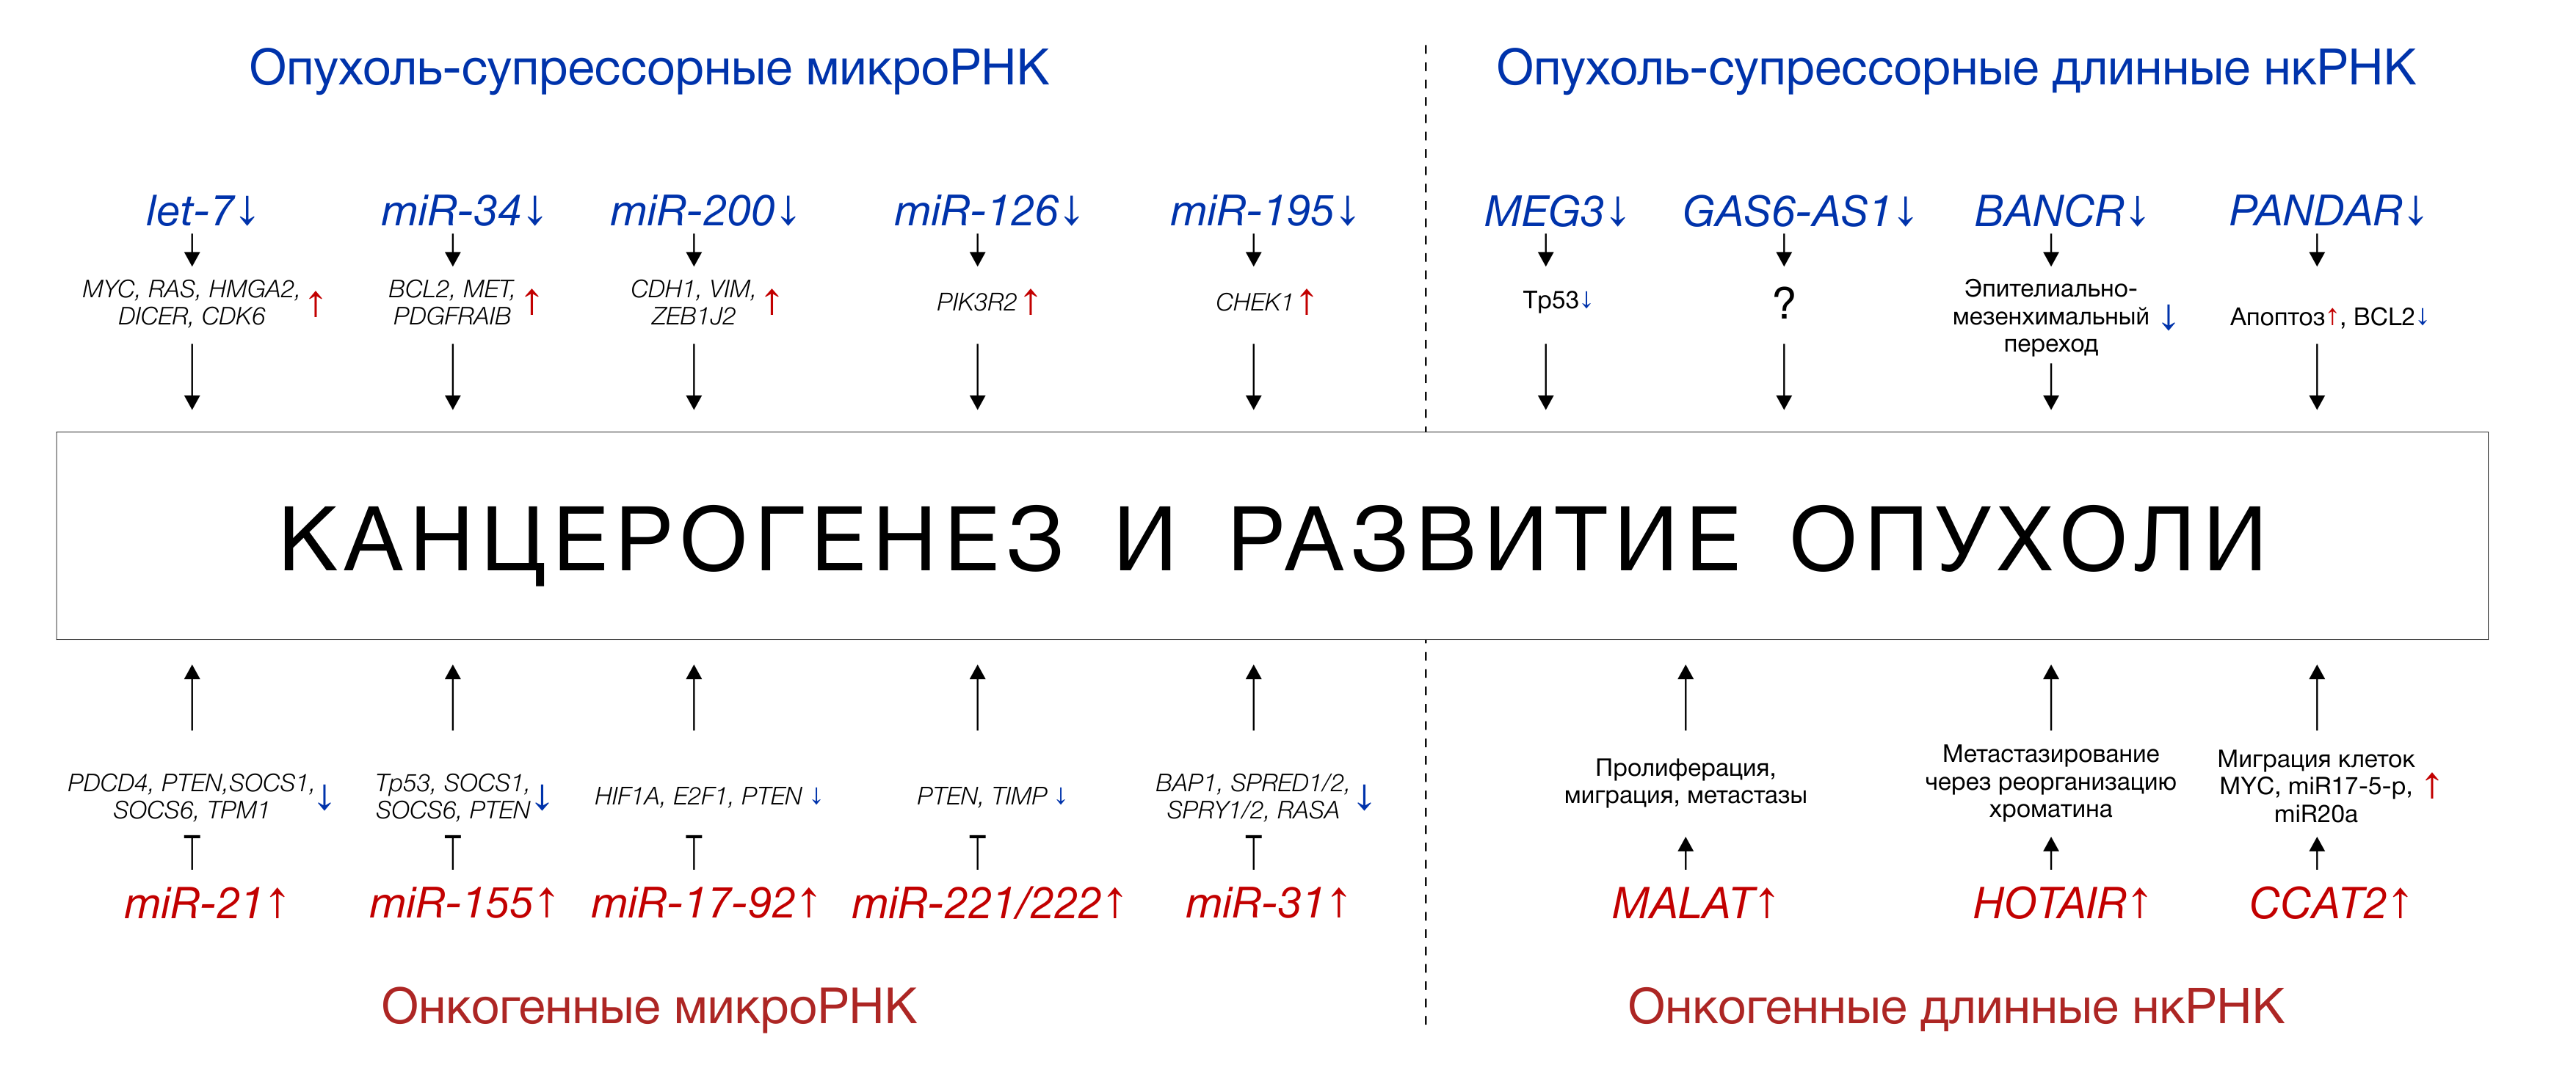 Опухоль-супрессорные микроРНК
Опухоль-супрессорные длинные нкРНК
let-7↓
miR-34↓
miR-200↓
miR-126↓
miR-195↓
MEG3↓
GAS6-AS1↓
BANCR↓
PANDAR↓
MYC, RAS, HMGA2,
DICER, CDK6 ↑
BCL2, MET,
PDGFRAIB ↑
CDH1, VIM,
ZEB1J2 ↑
PIK3R2 ↑
CHEK1 ↑
Tp53↓
?
Эпителиально-
мезенхимальный ↓
переход
Апоптоз↑, BCL2↓
КАНЦЕРОГЕНЕЗ И РАЗВИТИЕ ОПУХОЛИ
PDCD4, PTEN,SOCS1,
SOCS6, TPM1 ↓
Tp53, SOCS1,
SOCS6, PTEN ↓
HIF1A, E2F1, PTEN ↓
PTEN, TIMP ↓
BAP1, SPRED1/2,
SPRY1/2, RASA ↓
Пролиферация,
миграция, метастазы
Метастазирование
через реорганизацию
хроматина
Миграция клеток
MYC, miR17-5-p, ↑
miR20a
miR-21↑
miR-155↑
miR-17-92↑
miR-221/222↑
miR-31↑
MALAT↑
HOTAIR↑
CCAT2↑
Онкогенные микроРНК
Онкогенные длинные нкРНК